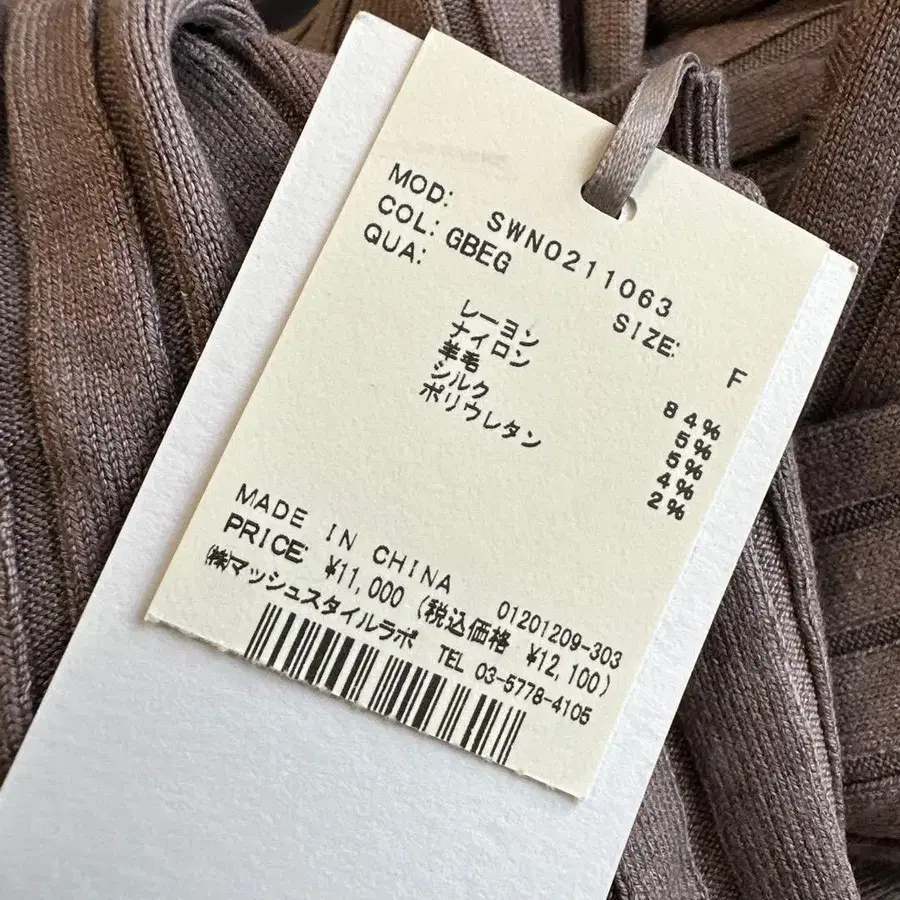 MOD: SWN0211063
COL: GBEG SIZE: F
QUA:
レーヨン 84%
ナイロン 5%
羊毛 5%
シルク 4%
ポリウレタン 2%
MADE IN CHINA 01201209-303
PRICE: ¥11,000 (税込価格 ¥12,100)
(株)マッシュスタイルラボ TEL 03-5778-4105